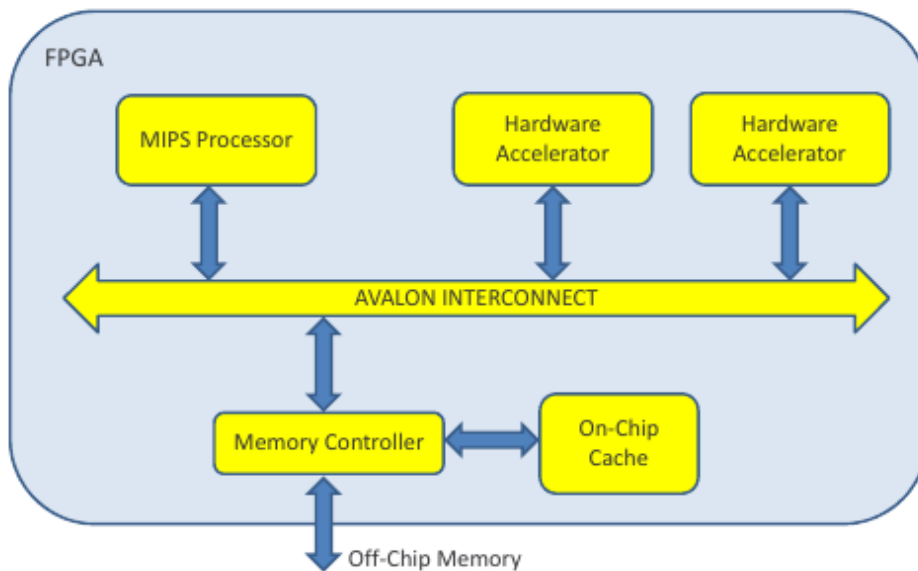 FPGA
MIPS Processor
Hardware
Accelerator
Hardware
Accelerator
AVALON INTERCONNECT
Memory Controller
On-Chip
Cache
Off-Chip Memory